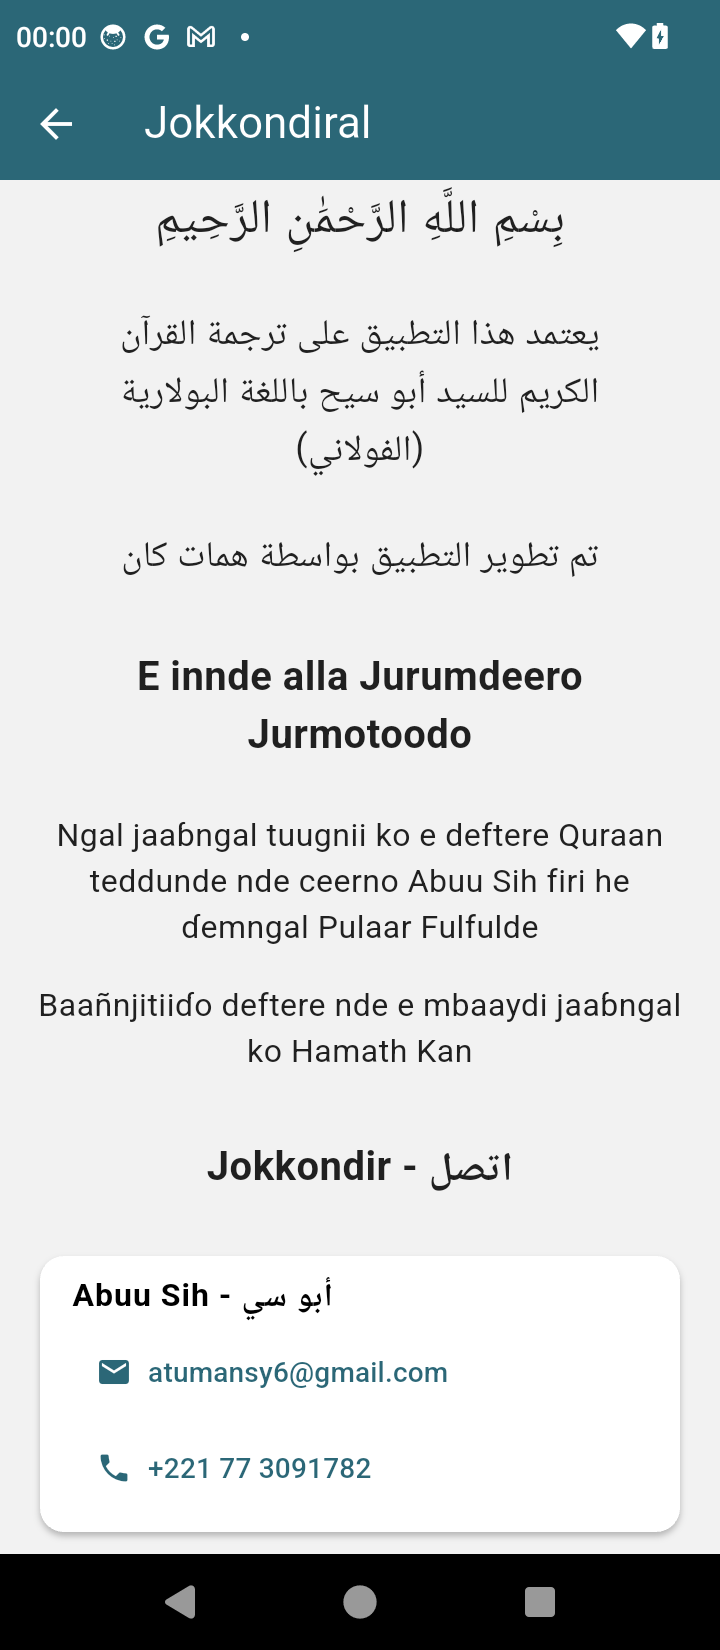 00:00
Jokkondiral
بِسْمِ اللَّهِ الرَّحْمَٰنِ الرَّحِيمِ
يعتمد هذا التطبيق على ترجمة القرآن
الكريم للسيد أبو سيح باللغة البولارية
(الفولاني)
تم تطوير التطبيق بواسطة همات كان
E innde alla Jurumdeero
Jurmotoodo
Ngal jaaɓngal tuugnii ko e deftere Quraan
teddunde nde ceerno Abuu Sih firi he
ɗemngal Pulaar Fulfulde
Baañnjitiiɗo deftere nde e mbaaydi jaaɓngal
ko Hamath Kan
Jokkondir - اتصل
Abuu Sih - أبو سي
atumansy6@gmail.com
+221 77 3091782